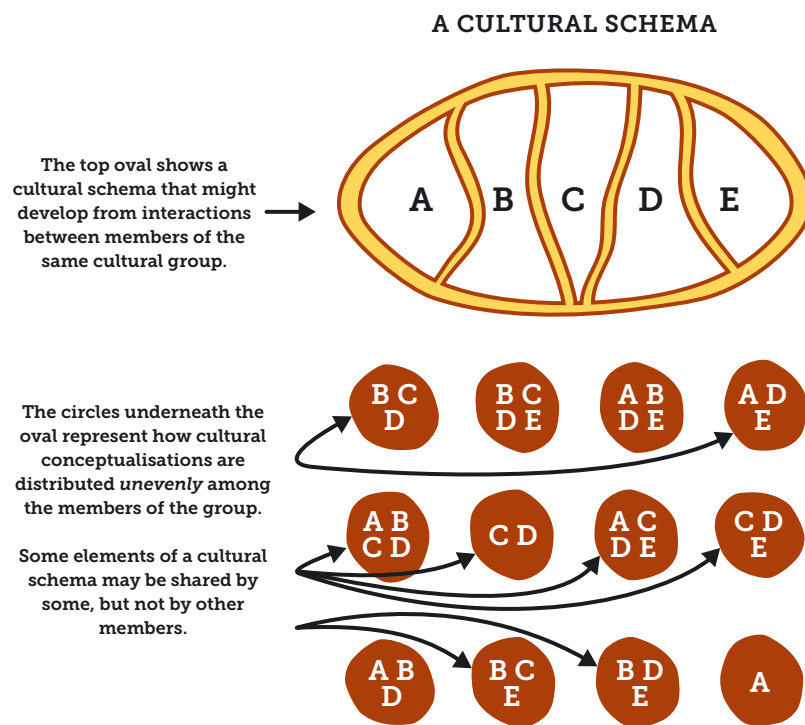 A CULTURAL SCHEMA
The top oval shows a
cultural schema that might
develop from interactions
between members of the
same cultural group.
A B C D E
The circles underneath the
oval represent how cultural
conceptualisations are
distributed unevenly among
the members of the group.
Some elements of a cultural
schema may be shared by
some, but not by other
members.
B C
D
B C
D E
A B
D E
A D
E
A B
C D
C D
A C
D E
C D
E
A B
D
B C
E
B D
E
A